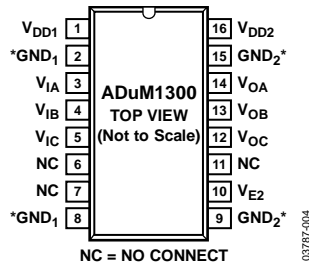 VDD1 1
*GND1 2
VIA 3
VIB 4
VIC 5
NC 6
NC 7
*GND1 8
ADuM1300
TOP VIEW
(Not to Scale)
16 VDD2
15 GND2*
14 VOA
13 VOB
12 VOC
11 NC
10 VE2
9 GND2*
NC = NO CONNECT
03787-004